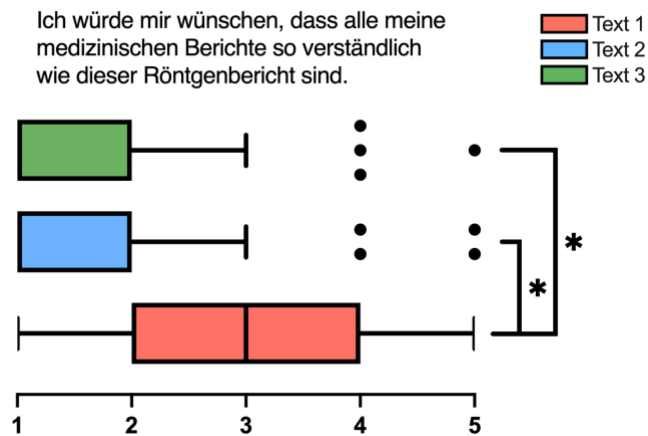 Ich würde mir wünschen, dass alle meine
medizinischen Berichte so verständlich
wie dieser Röntgenbericht sind.
Text 1
Text 2
Text 3
*
*
1 2 3 4 5